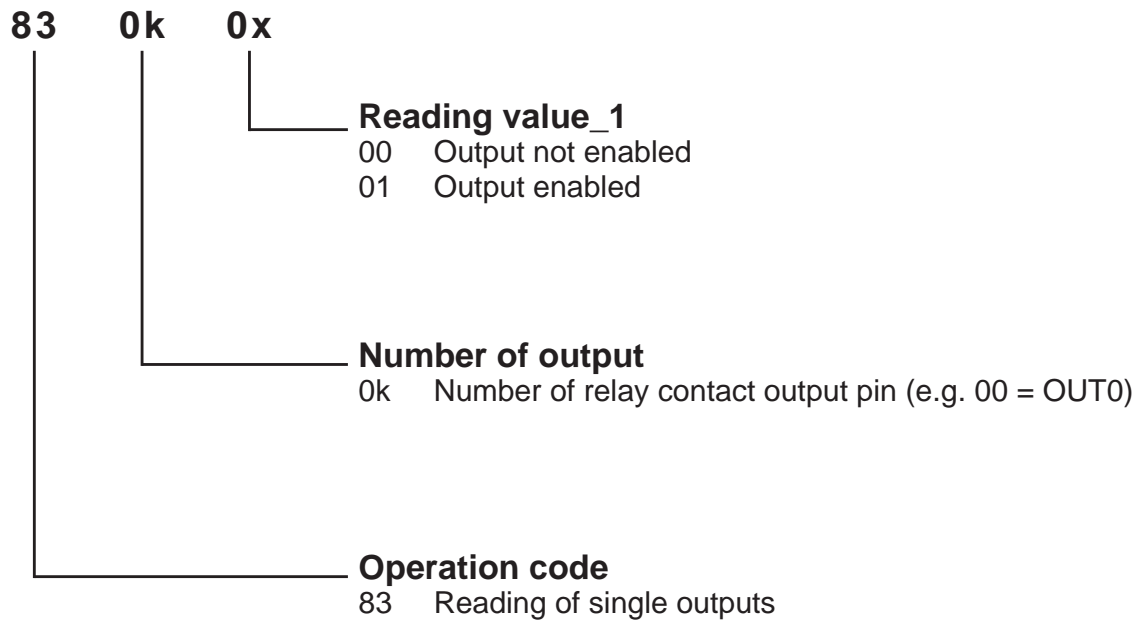 83 0k 0x
Reading value_1
00 Output not enabled
01 Output enabled
Number of output
0k Number of relay contact output pin (e.g. 00 = OUT0)
Operation code
83 Reading of single outputs